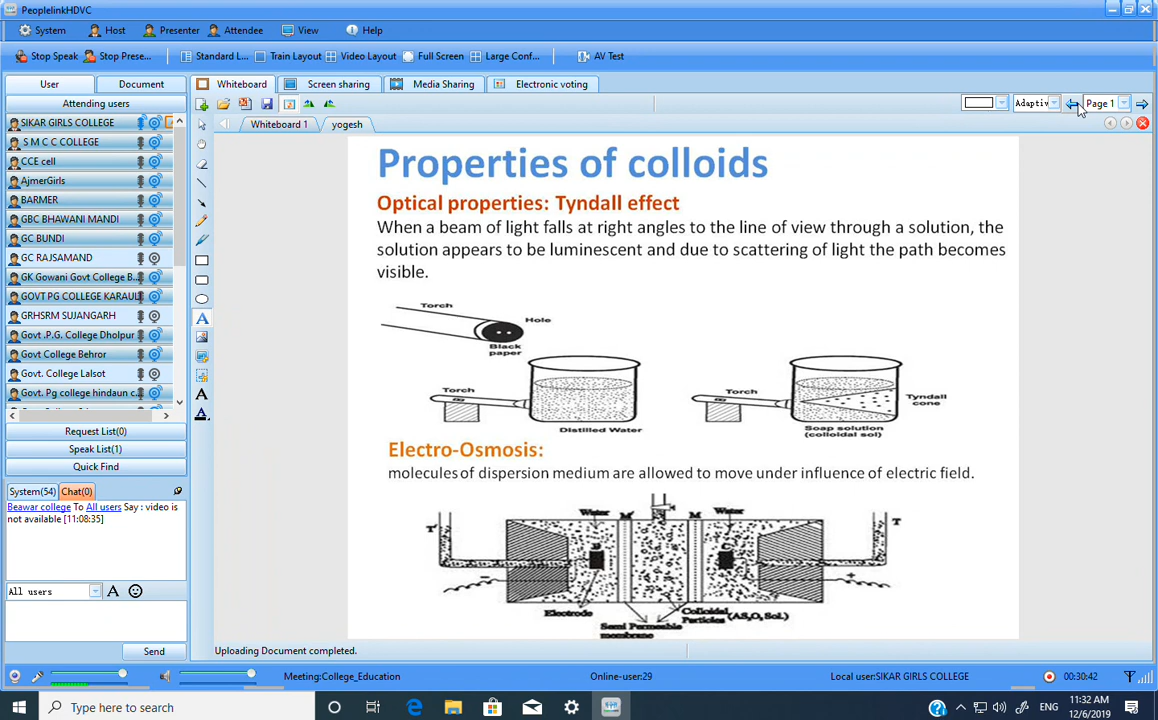 PeoplelinkHDVC
System Host Presenter Attendee View Help
Stop Speak Stop Prese... Standard L... Train Layout Video Layout Full Screen Large Conf... AV Test
User Document Whiteboard Screen sharing Media Sharing Electronic voting
Attending users
Adaptiv Page 1
Whiteboard 1 yogesh
SIKAR GIRLS COLLEGE
S M C C COLLEGE
CCE cell
AjmerGirls
BARMER
GBC BHAWANI MANDI
GC BUNDI
GC RAJSAMAND
GK Gowani Govt College B...
GOVT PG COLLEGE KARAUL
GRHSRM SUJANGARH
Govt .P.G. College Dholpur
Govt College Behror
Govt. College Lalsot
Govt. Pg college hindaun c...
Request List(0)
Speak List(1)
Quick Find
System(54) Chat(0)
Beawar college To All users Say : video is
not available [11:08:35]
All users
Send
Properties of colloids
Optical properties: Tyndall effect
When a beam of light falls at right angles to the line of view through a solution, the
solution appears to be luminescent and due to scattering of light the path becomes
visible.
Torch
Hole
Black
paper
Torch
Distilled Water
Torch
Tyndall
cone
Soap solution
(colloidal sol)
Electro-Osmosis:
molecules of dispersion medium are allowed to move under influence of electric field.
Water M' M Water
T' T
− +
Electrode
Semi Permeable
membrane
Colloidal
Particles (AS₂O, Sol.)
Uploading Document completed.
Meeting:College_Education Online-user:29 Local user:SIKAR GIRLS COLLEGE 00:30:42
Type here to search
ENG
11:32 AM
12/6/2019